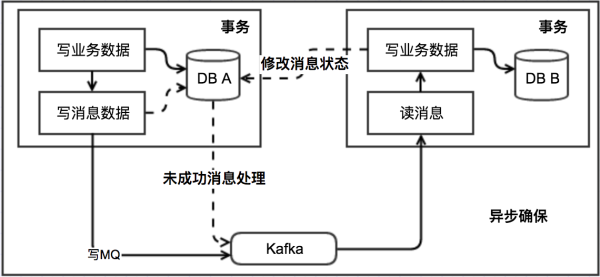 事务
写业务数据
DB A
写消息数据
修改消息状态
事务
写业务数据
DB B
读消息
未成功消息处理
异步确保
写MQ
Kafka